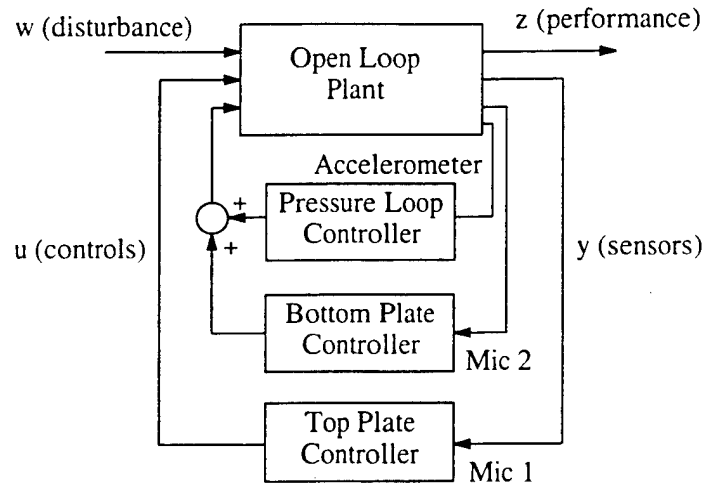 w (disturbance)
z (performance)
Open Loop
Plant
Accelerometer
+
Pressure Loop
Controller
+
u (controls)
y (sensors)
Bottom Plate
Controller
Mic 2
Top Plate
Controller
Mic 1